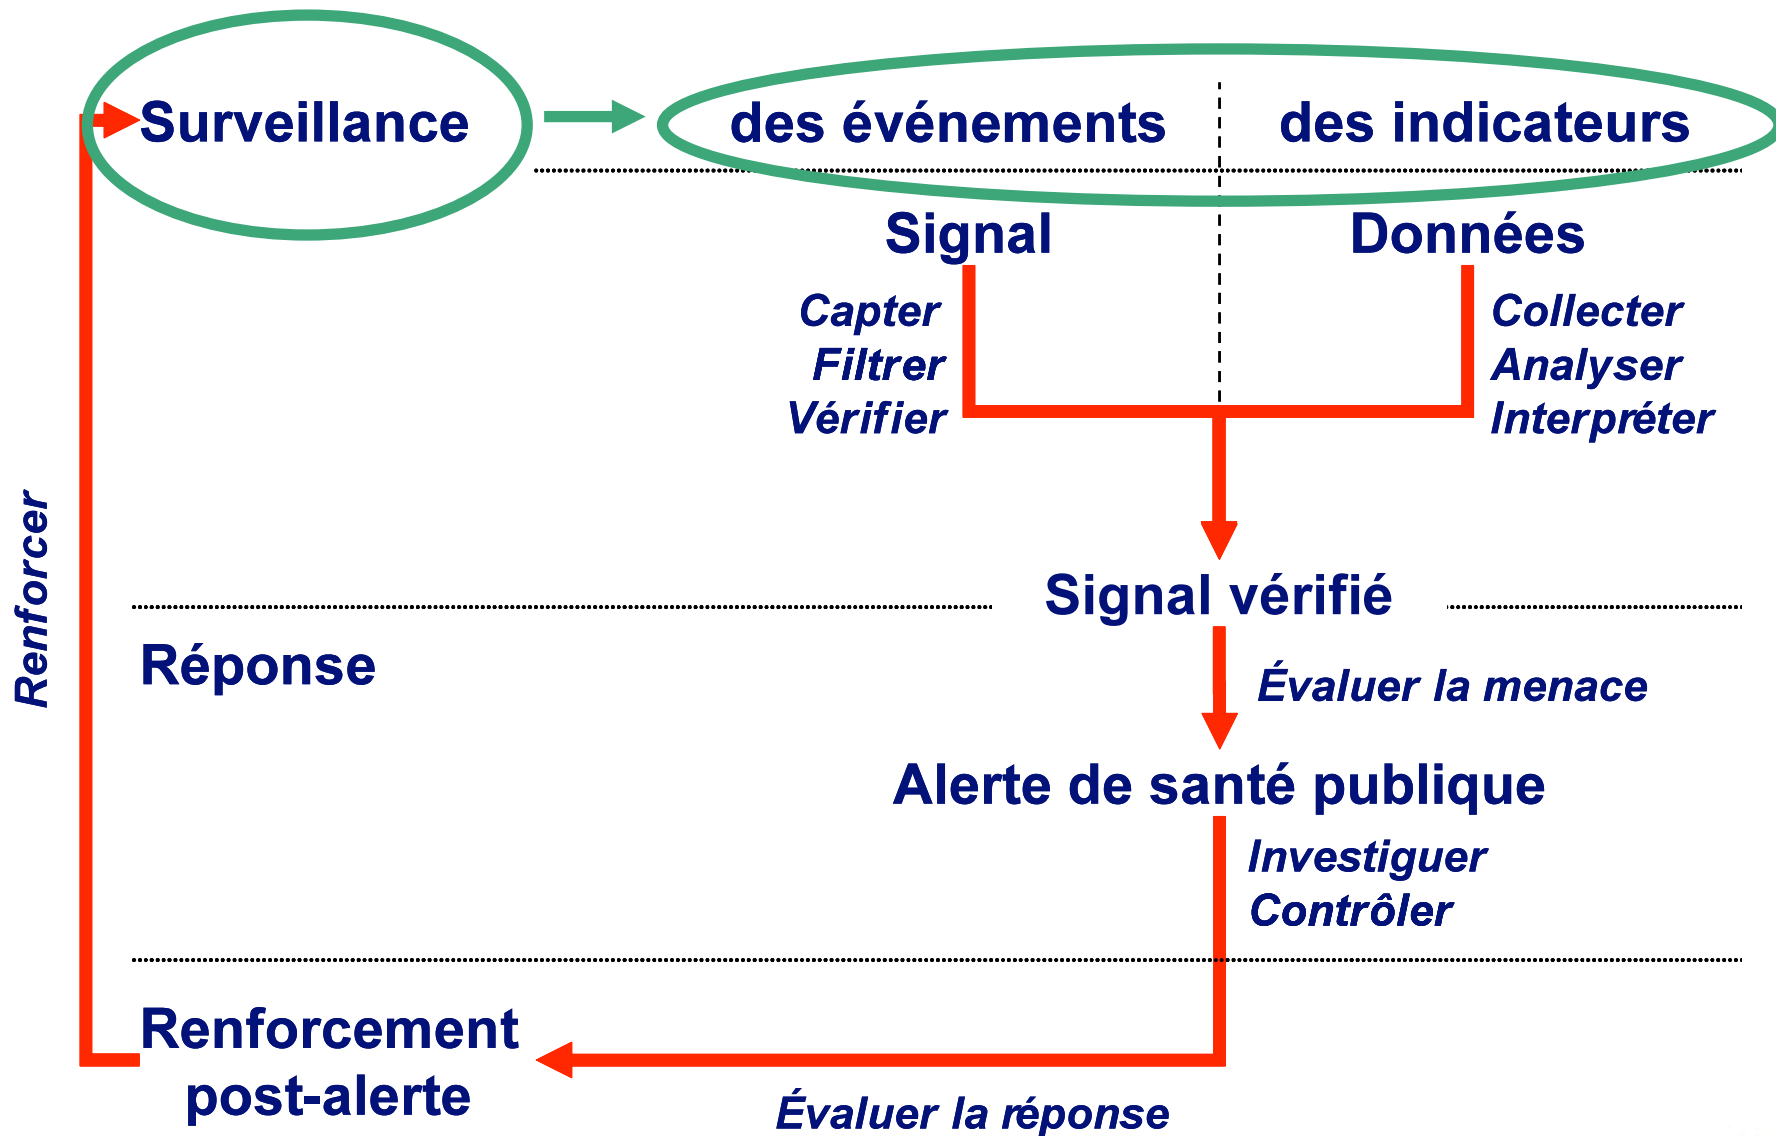 Surveillance
des événements
des indicateurs
Signal
Données
Capter
Filtrer
Vérifier
Collecter
Analyser
Interpréter
Signal vérifié
Renforcer
Réponse
Évaluer la menace
Alerte de santé publique
Investiguer
Contrôler
Renforcement
post-alerte
Évaluer la réponse